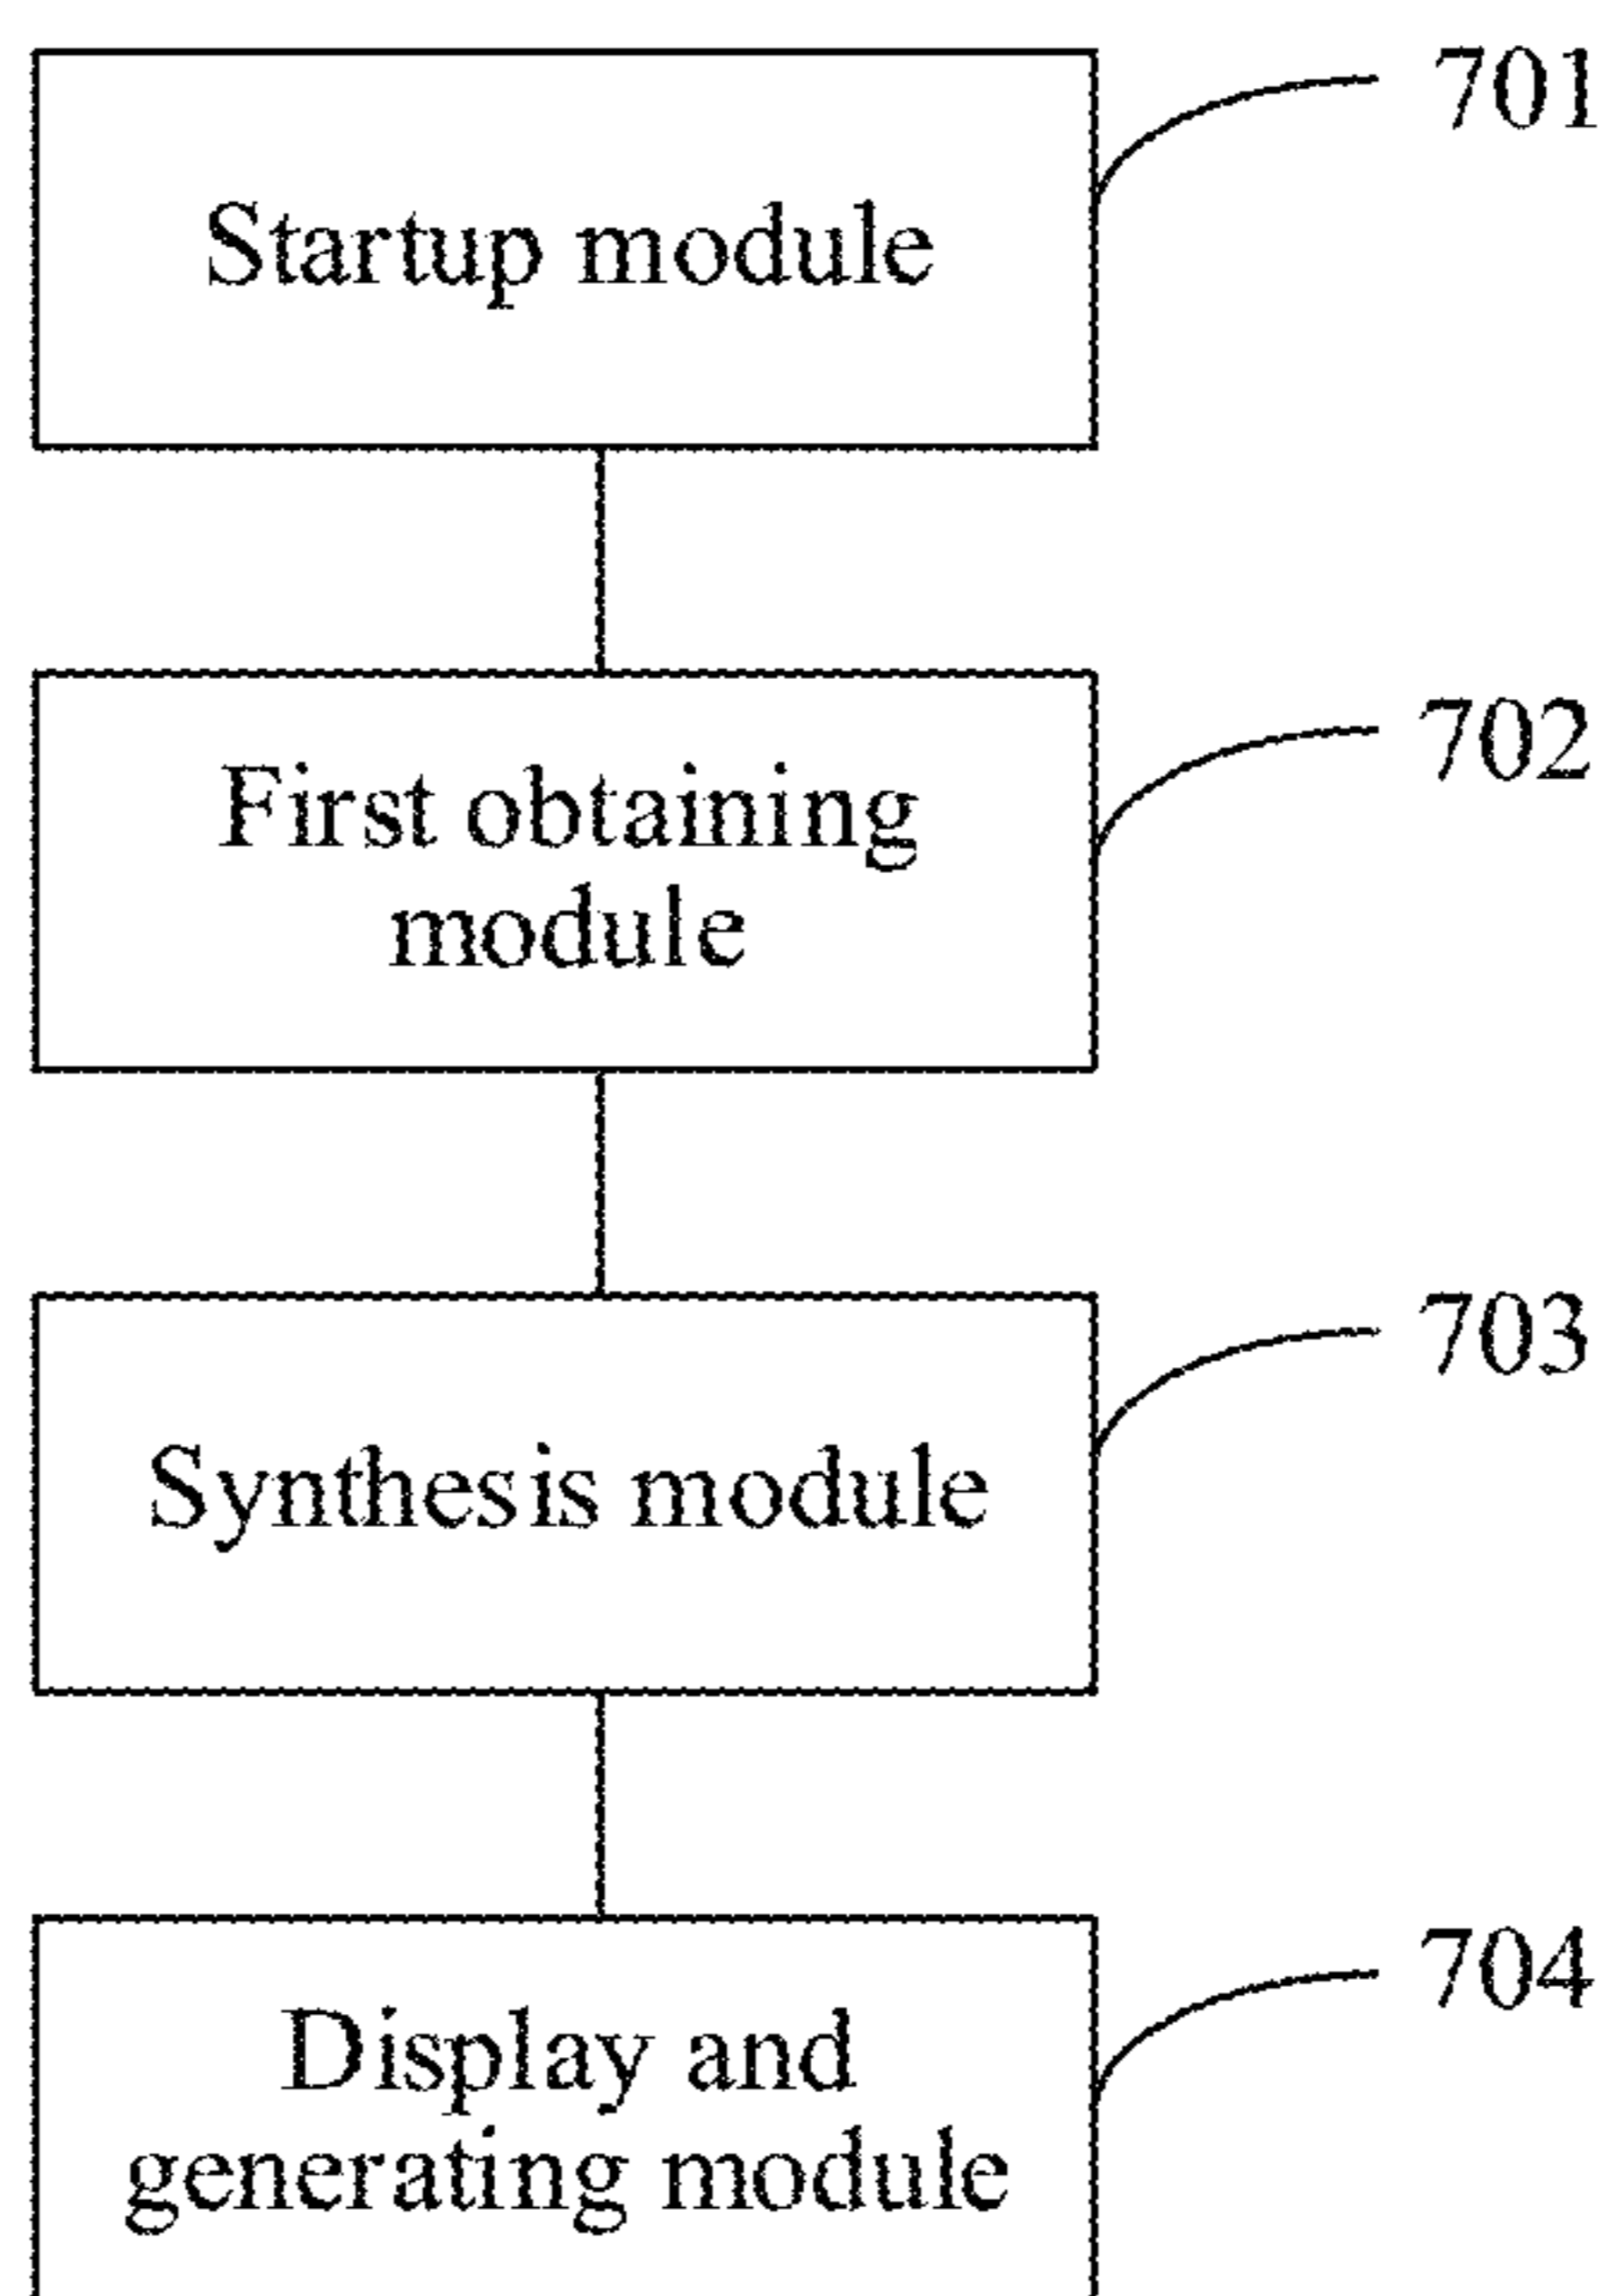 701
Startup module
702
First obtaining
module
703
Synthesis module
704
Display and
generating module